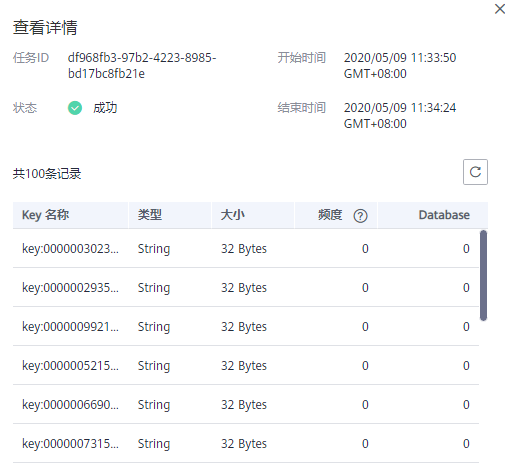 查看详情
任务ID df968fb3-97b2-4223-8985-
bd17bc8fb21e
开始时间 2020/05/09 11:33:50
GMT+08:00
状态 成功
结束时间 2020/05/09 11:34:24
GMT+08:00
共100条记录
Key 名称 类型 大小 频度 ? Database
key:0000003023... String 32 Bytes 0 0
key:0000002935... String 32 Bytes 0 0
key:0000009921... String 32 Bytes 0 0
key:0000005215... String 32 Bytes 0 0
key:0000006690... String 32 Bytes 0 0
key:0000007315... String 32 Bytes 0 0